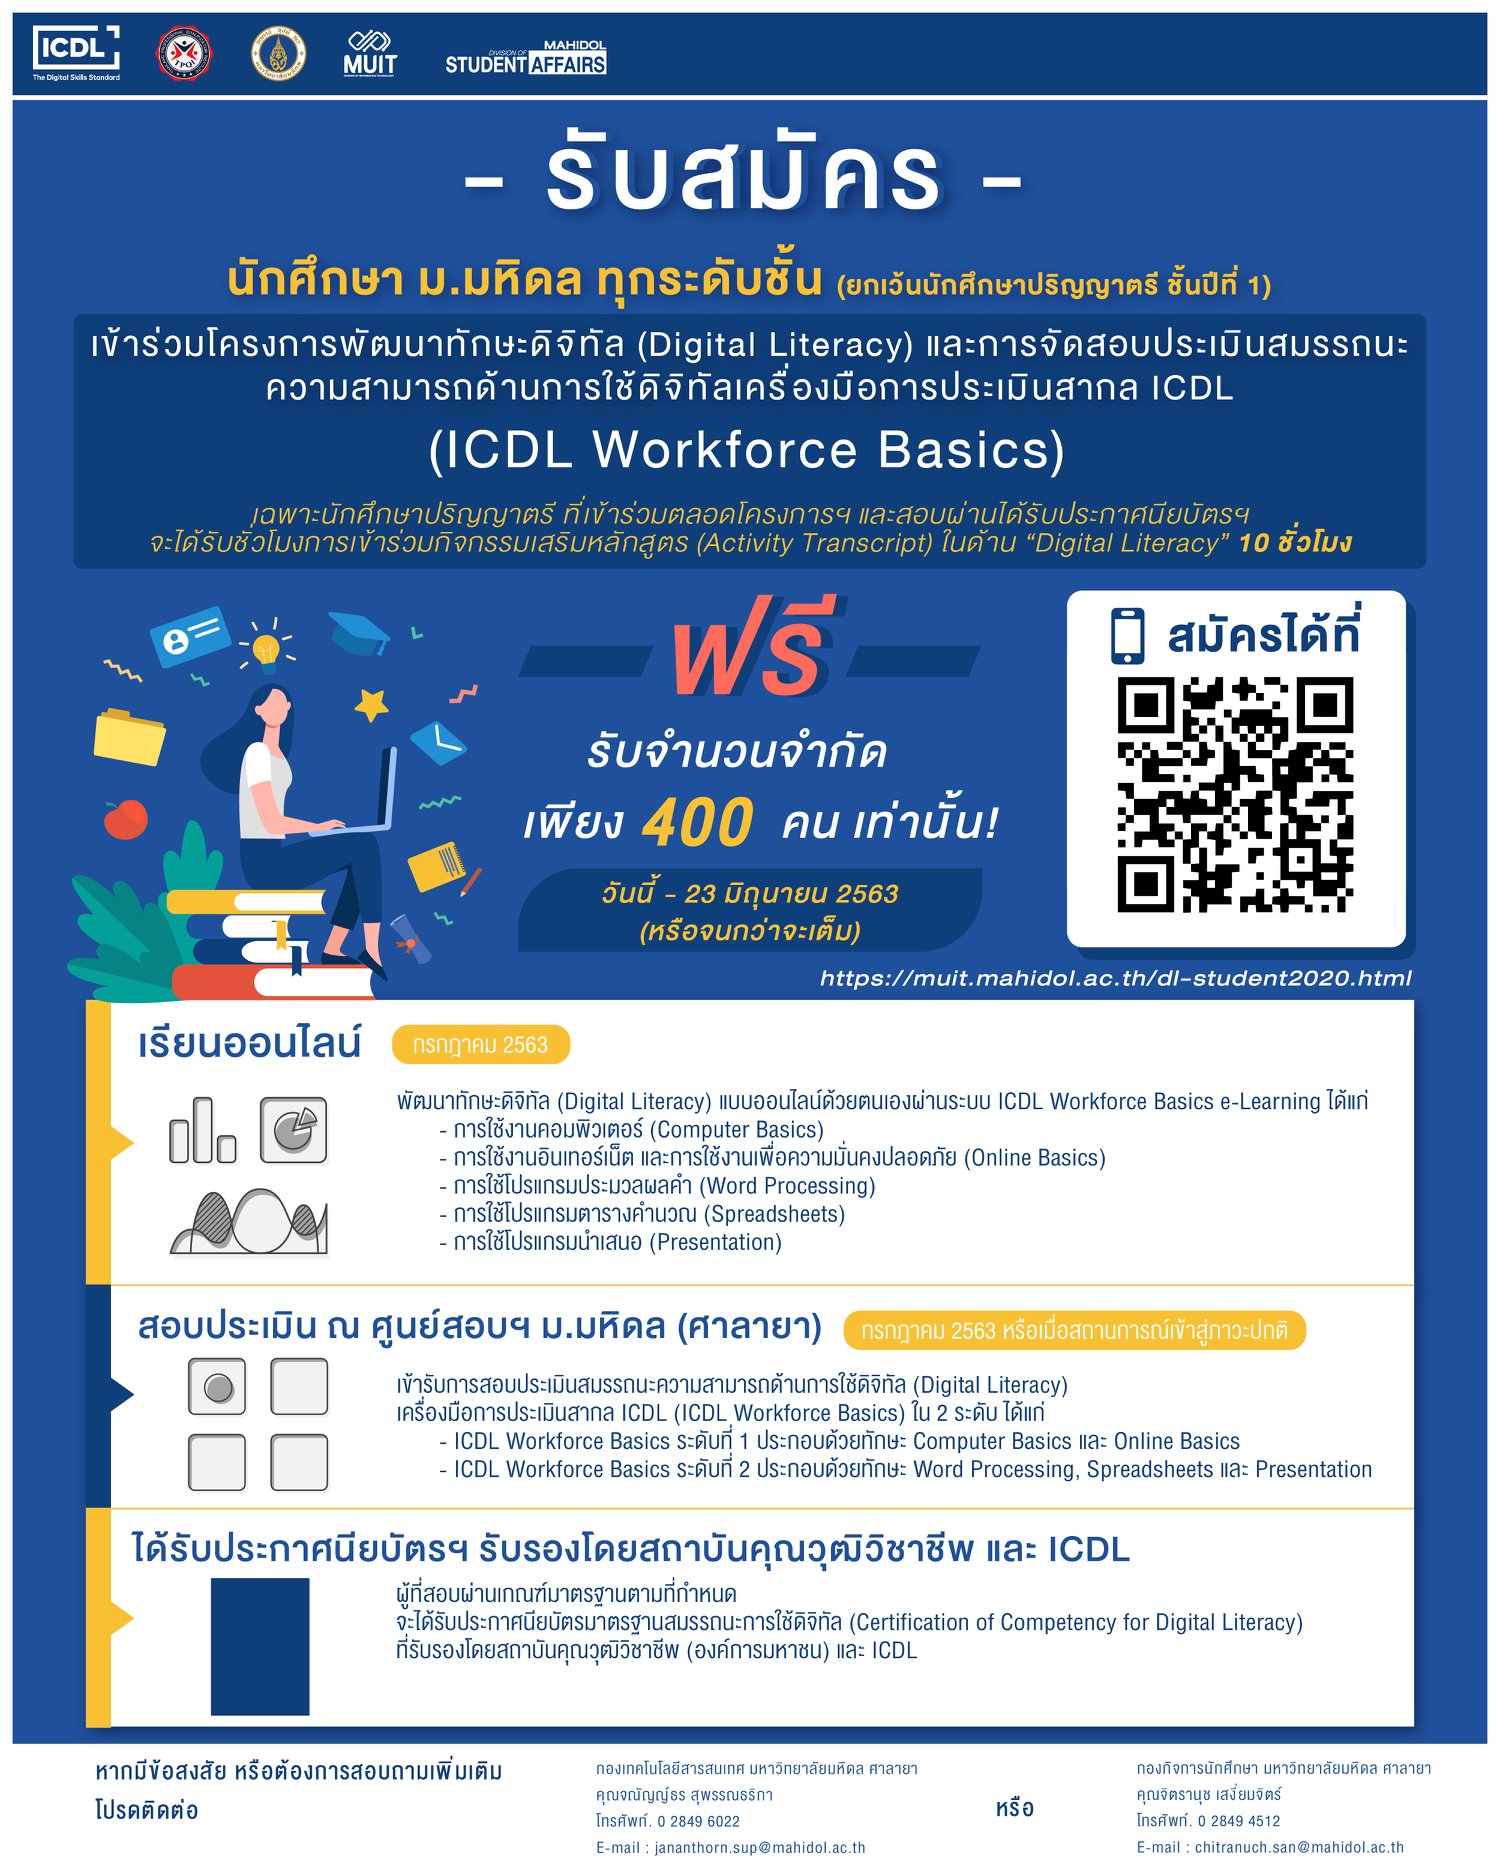 ICDL
The Digital Skills Standard
TPQI
MUIT
DIVISION OF
MAHIDOL
STUDENT AFFAIRS
- รับสมัคร -
นักศึกษา ม.มหิดล ทุกระดับชั้น (ยกเว้นนักศึกษาปริญญาตรี ชั้นปีที่ 1)
เข้าร่วมโครงการพัฒนาทักษะดิจิทัล (Digital Literacy) และการจัดสอบประเมินสมรรถนะ
ความสามารถด้านการใช้ดิจิทัลเครื่องมือการประเมินสากล ICDL
(ICDL Workforce Basics)
เฉพาะนักศึกษาปริญญาตรี ที่เข้าร่วมตลอดโครงการฯ และสอบผ่านได้รับประกาศนียบัตรฯ
จะได้รับชั่วโมงการเข้าร่วมกิจกรรมเสริมหลักสูตร (Activity Transcript) ในด้าน “Digital Literacy” 10 ชั่วโมง
ฟรี
รับจำนวนจำกัด
เพียง 400 คน เท่านั้น!
วันนี้ - 23 มิถุนายน 2563
(หรือจนกว่าจะเต็ม)
สมัครได้ที่
https://muit.mahidol.ac.th/dl-student2020.html
เรียนออนไลน์ กรกฎาคม 2563
พัฒนาทักษะดิจิทัล (Digital Literacy) แบบออนไลน์ด้วยตนเองผ่านระบบ ICDL Workforce Basics e-Learning ได้แก่
- การใช้งานคอมพิวเตอร์ (Computer Basics)
- การใช้งานอินเทอร์เน็ต และการใช้งานเพื่อความมั่นคงปลอดภัย (Online Basics)
- การใช้โปรแกรมประมวลผลคำ (Word Processing)
- การใช้โปรแกรมตารางคำนวณ (Spreadsheets)
- การใช้โปรแกรมนำเสนอ (Presentation)
สอบประเมิน ณ ศูนย์สอบฯ ม.มหิดล (ศาลายา) กรกฎาคม 2563 หรือเมื่อสถานการณ์เข้าสู่ภาวะปกติ
เข้ารับการสอบประเมินสมรรถนะความสามารถด้านการใช้ดิจิทัล (Digital Literacy)
เครื่องมือการประเมินสากล ICDL (ICDL Workforce Basics) ใน 2 ระดับ ได้แก่
- ICDL Workforce Basics ระดับที่ 1 ประกอบด้วยทักษะ Computer Basics และ Online Basics
- ICDL Workforce Basics ระดับที่ 2 ประกอบด้วยทักษะ Word Processing, Spreadsheets และ Presentation
ได้รับประกาศนียบัตรฯ รับรองโดยสถาบันคุณวุฒิวิชาชีพ และ ICDL
ผู้ที่สอบผ่านเกณฑ์มาตรฐานตามที่กำหนด
จะได้รับประกาศนียบัตรมาตรฐานสมรรถนะการใช้ดิจิทัล (Certification of Competency for Digital Literacy)
ที่รับรองโดยสถาบันคุณวุฒิวิชาชีพ (องค์การมหาชน) และ ICDL
หากมีข้อสงสัย หรือต้องการสอบถามเพิ่มเติม
โปรดติดต่อ
กองเทคโนโลยีสารสนเทศ มหาวิทยาลัยมหิดล ศาลายา
คุณจณัญญ์ธร สุพรรณธริกา
โทรศัพท์. 0 2849 6022
E-mail : jananthorn.sup@mahidol.ac.th
หรือ
กองกิจการนักศึกษา มหาวิทยาลัยมหิดล ศาลายา
คุณจิตรานุช เสงี่ยมจิตร์
โทรศัพท์. 0 2849 4512
E-mail : chitranuch.san@mahidol.ac.th